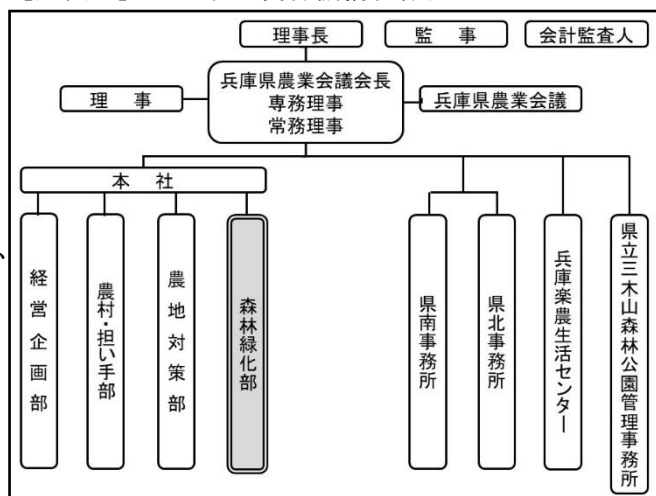 理事長
監　事
会計監査人
理　事
兵庫県農業会議会長
専務理事
常務理事
兵庫県農業会議
本　社
経営企画部
農村・担い手部
農地対策部
森林緑化部
県南事務所
県北事務所
兵庫楽農生活センター
県立三木山森林公園管理事務所